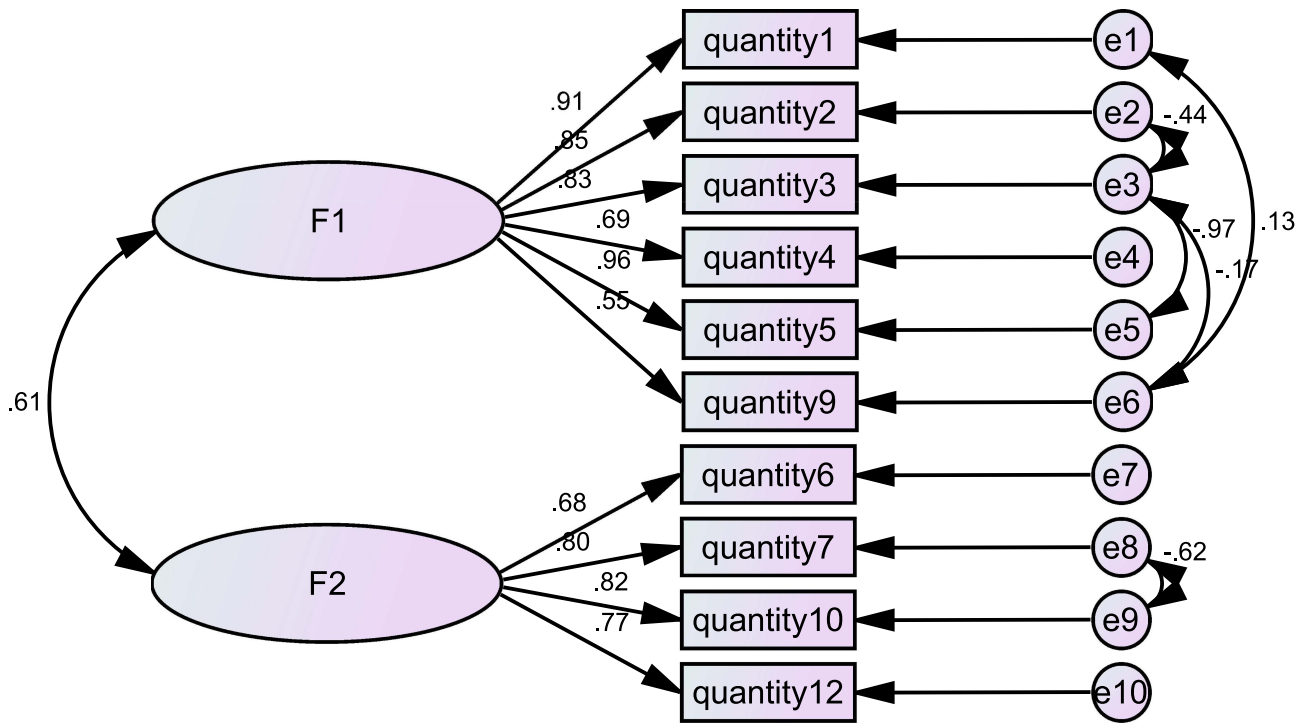 quantity1
e1
.91
quantity2
e2
-.44
.85
quantity3
e3
.83
F1
.69
-.97
.13
quantity4
e4
.96
-.17
.55
quantity5
e5
.61
quantity9
e6
quantity6
e7
.68
.80
quantity7
e8
-.62
F2
.82
.77
quantity10
e9
quantity12
e10